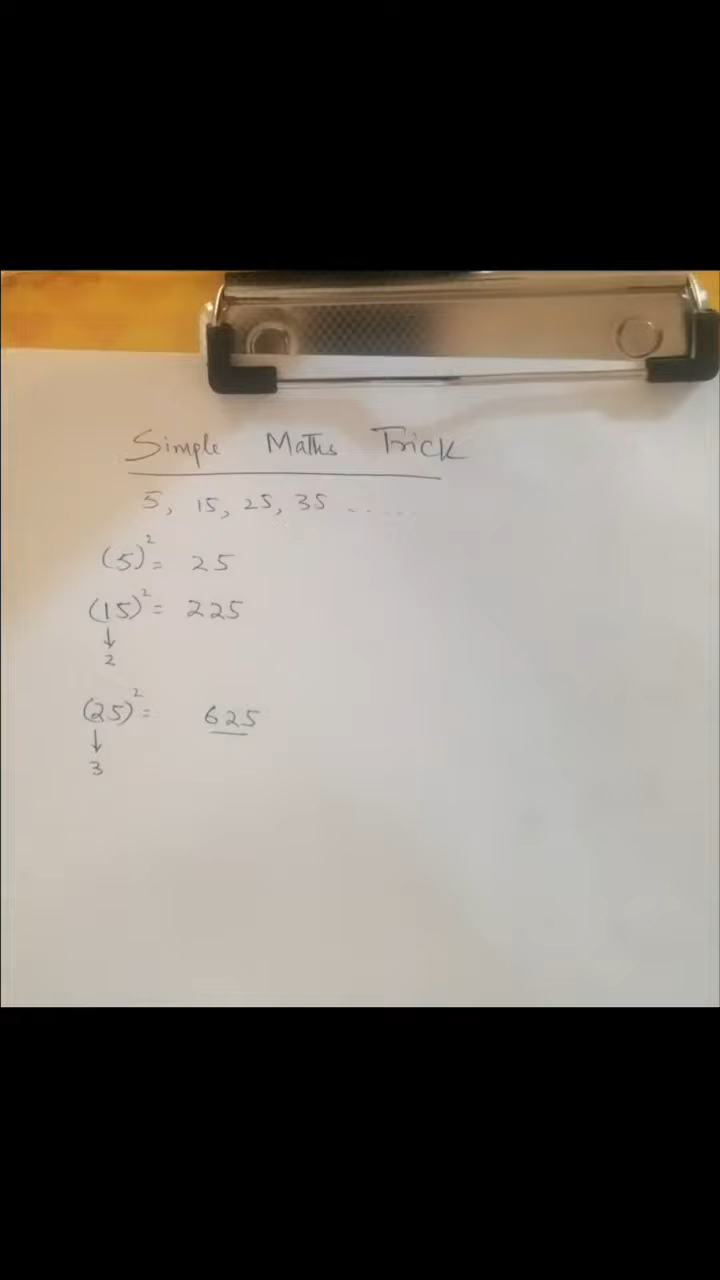 Simple Maths Trick
5, 15, 25, 35 ......
(5)² = 25
(15)² = 225
↓
2
(25)² = 625
↓
3